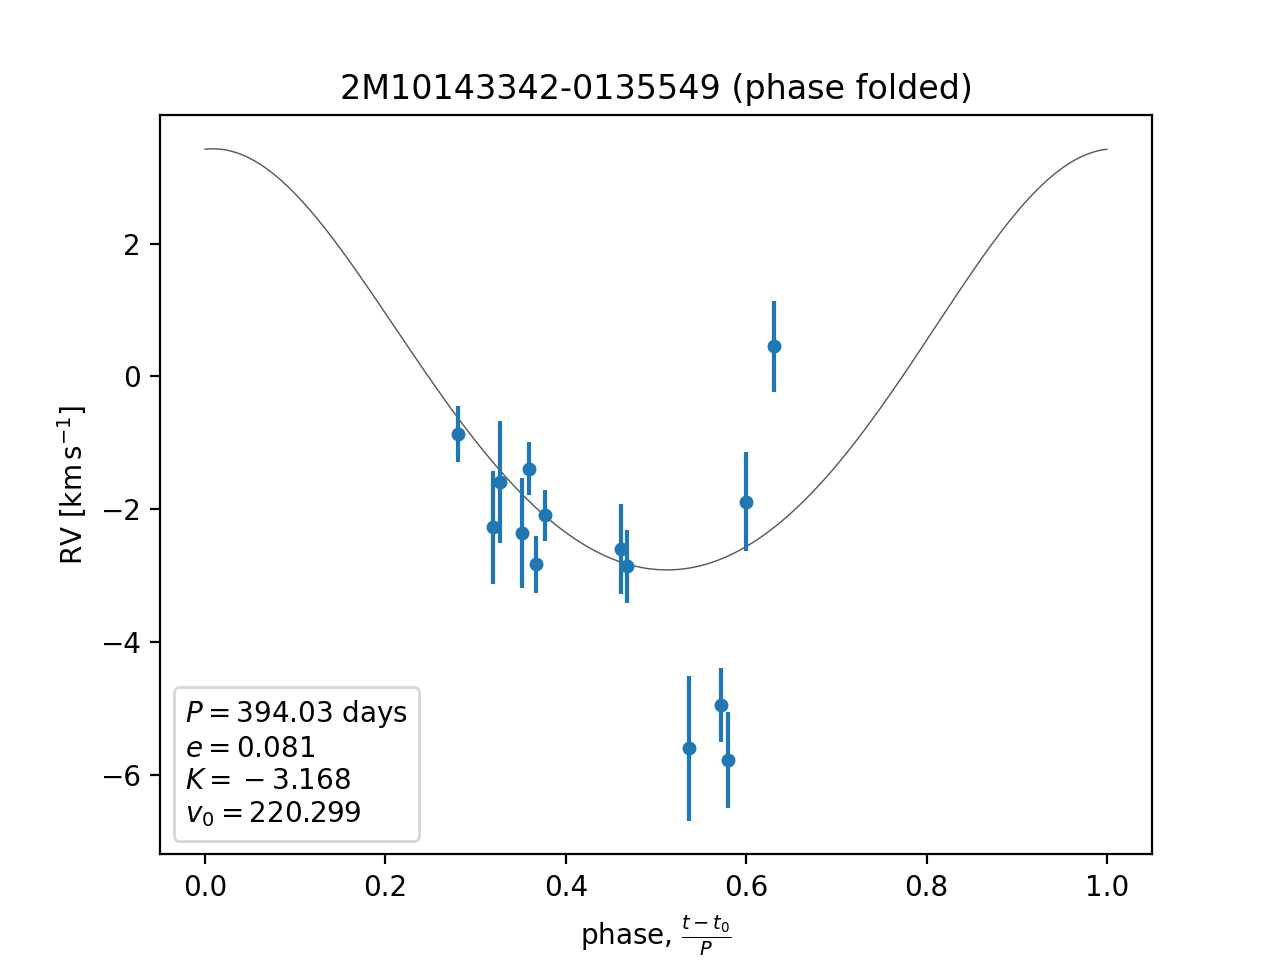 2M10143342-0135549 (phase folded)
RV [km s⁻¹]
2
0
−2
−4
−6
P = 394.03 days
e = 0.081
K = − 3.168
v₀ = 220.299
0.0 0.2 0.4 0.6 0.8 1.0
phase, (t − t₀)/P